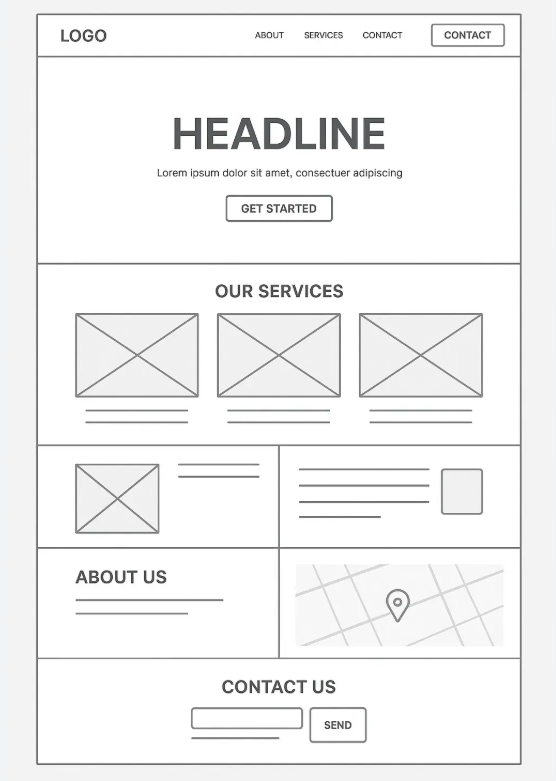 LOGO
ABOUT SERVICES CONTACT CONTACT
HEADLINE
Lorem ipsum dolor sit amet, consectuer adipiscing
GET STARTED
OUR SERVICES
ABOUT US
CONTACT US
SEND